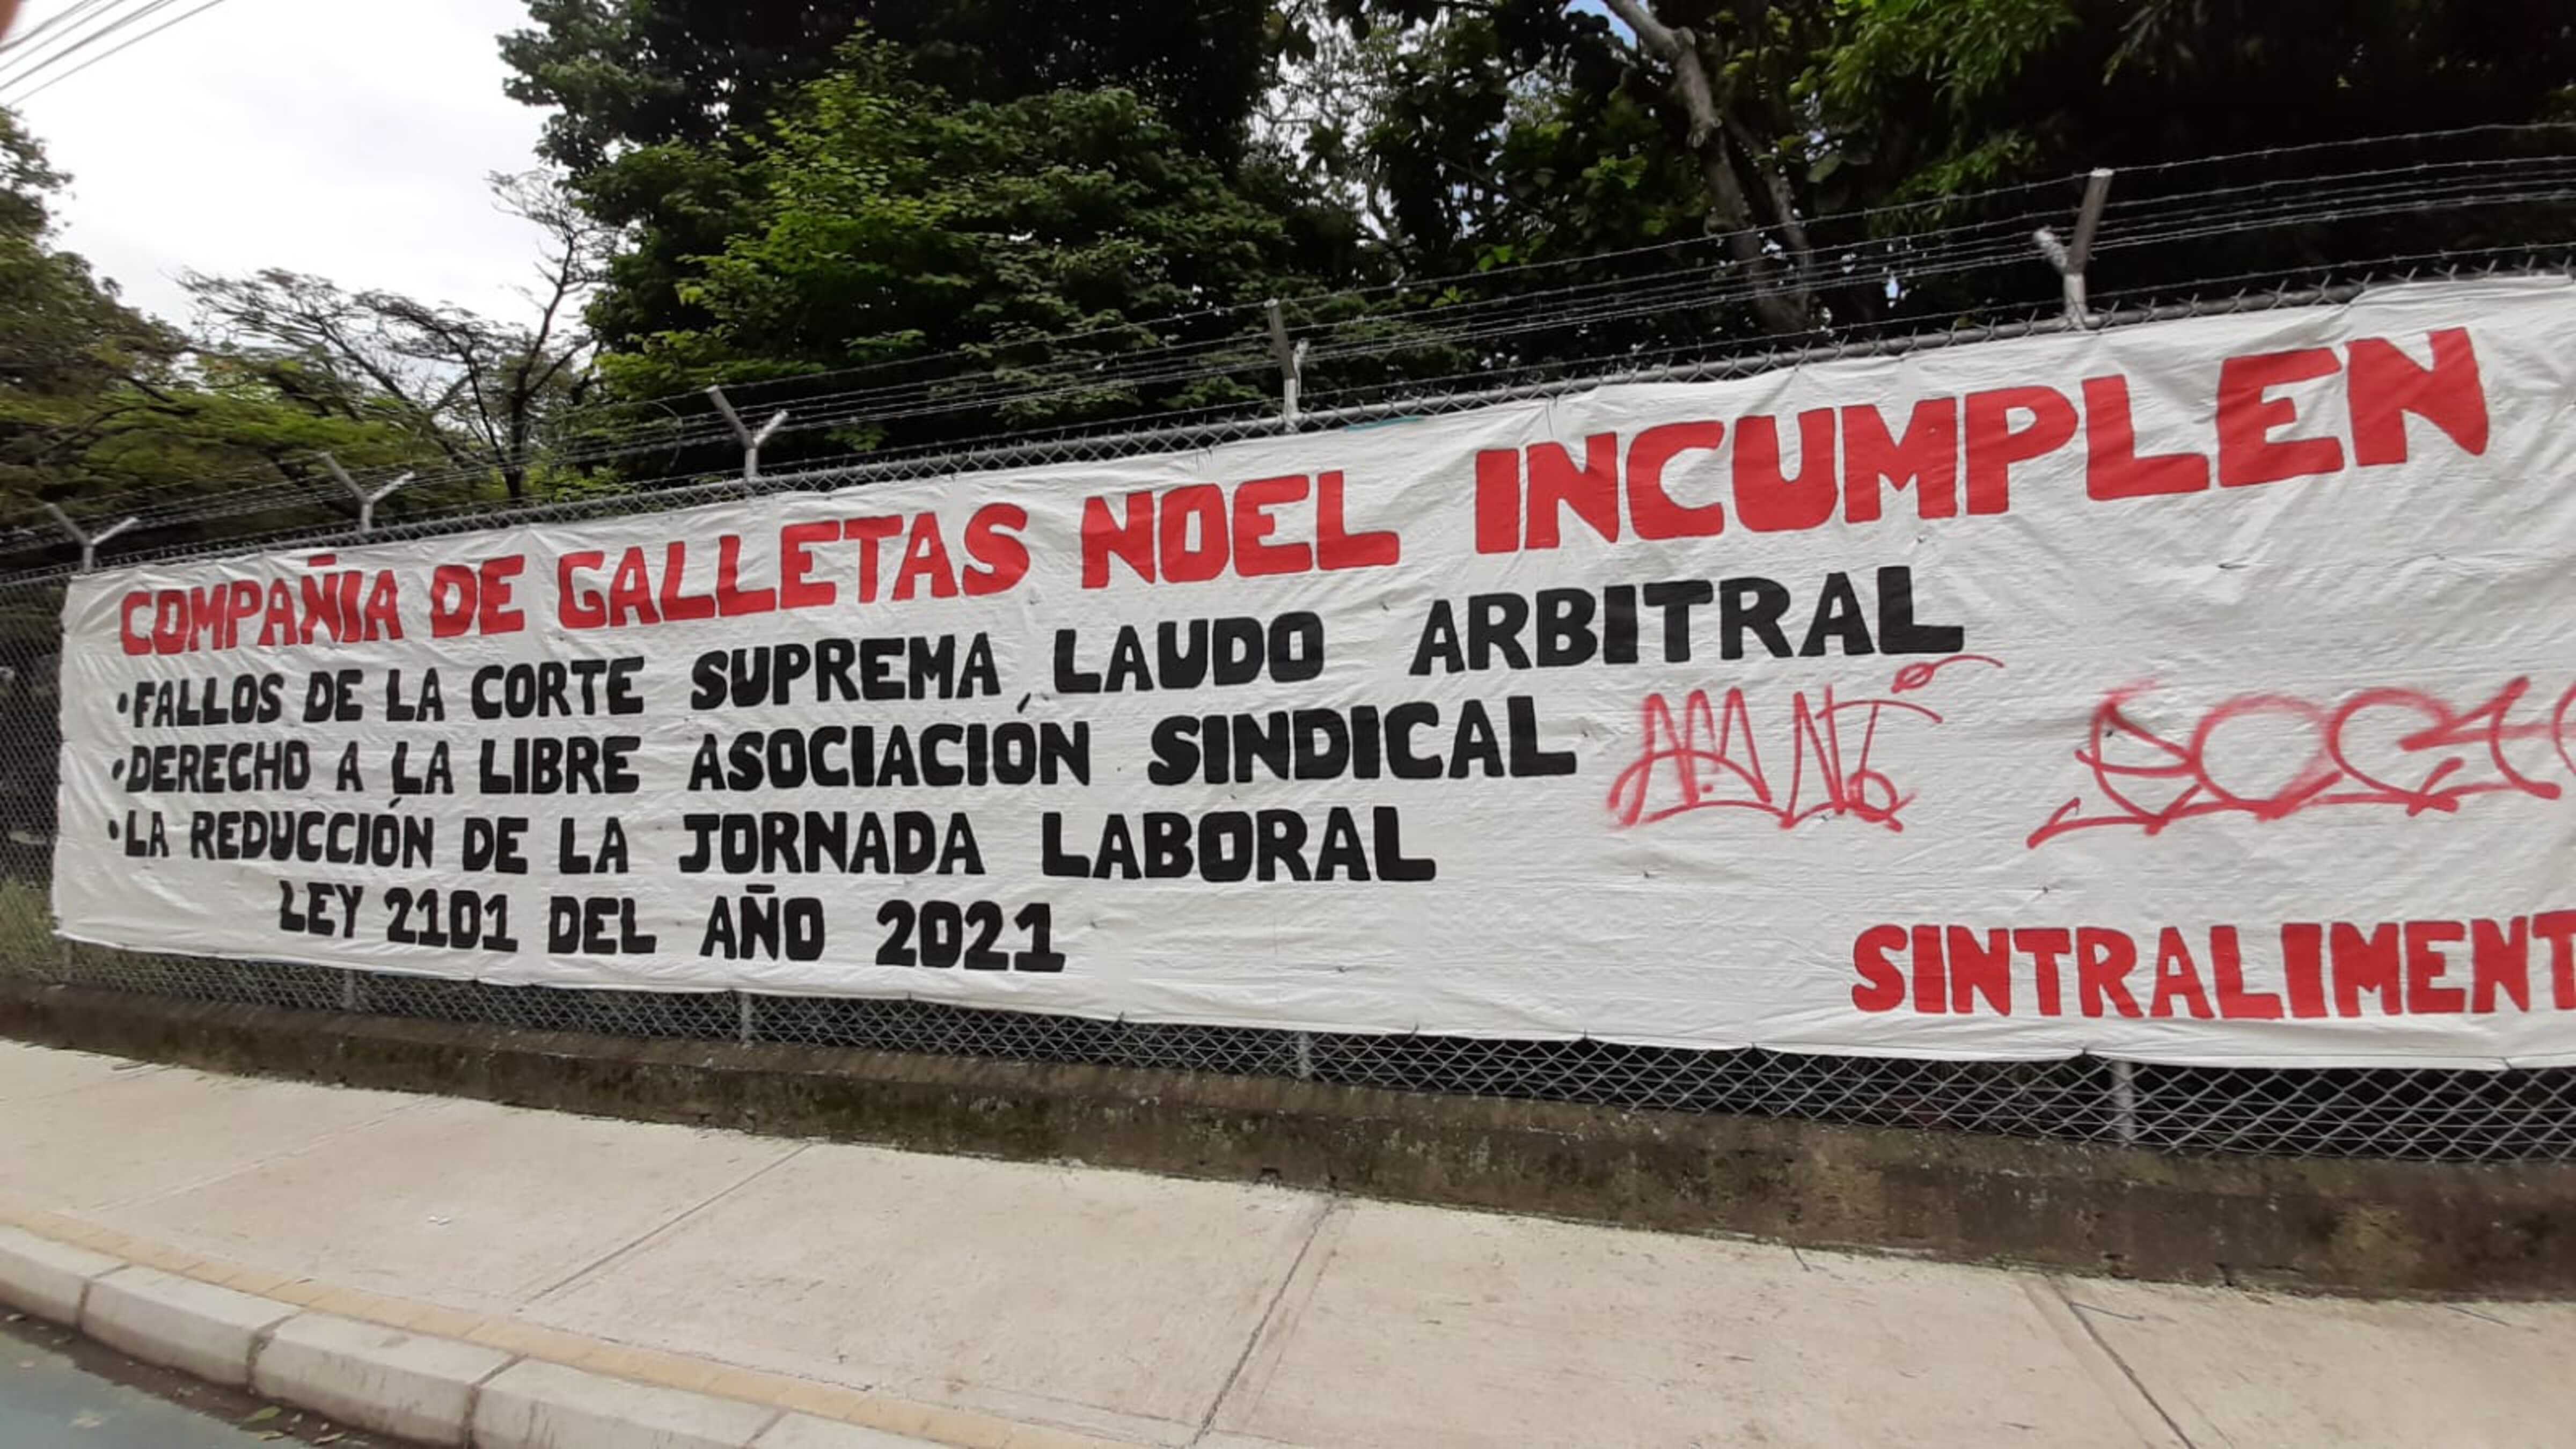 COMPAÑIA DE GALLETAS NOEL INCUMPLEN
•FALLOS DE LA CORTE SUPREMA LAUDO ARBITRAL
•DERECHO A LA LIBRE ASOCIACIÓN SINDICAL
•LA REDUCCIÓN DE LA JORNADA LABORAL
LEY 2101 DEL AÑO 2021
SINTRALIMENT